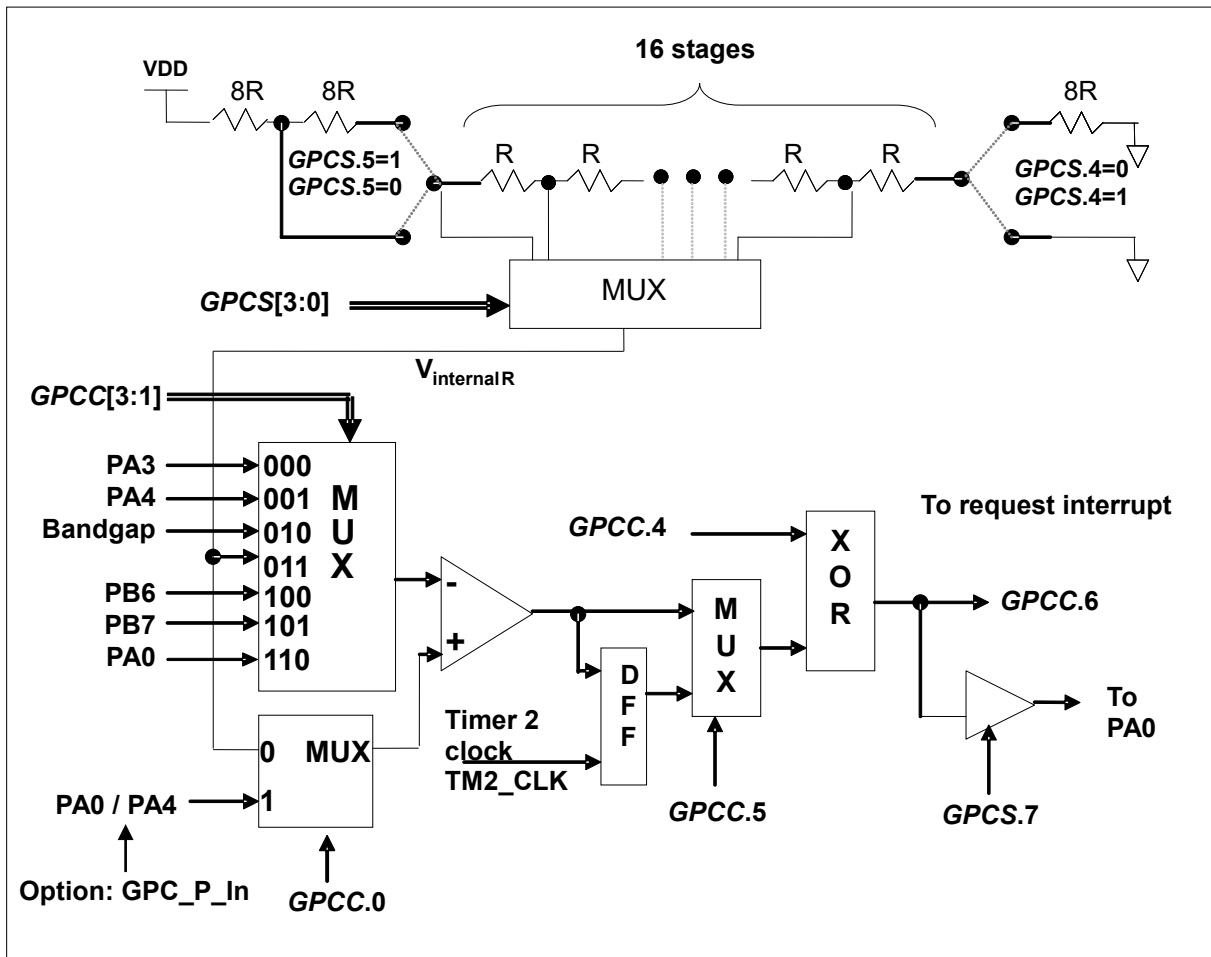 16 stages
VDD
8R
8R
8R
GPCS.5=1
GPCS.5=0
R
R
R
R
GPCS.4=0
GPCS.4=1
MUX
GPCS[3:0]
VinternalR
GPCC[3:1]
PA3
000
PA4
001
Bandgap
010
011
PB6
100
PB7
101
PA0
110
M
U
X
-
+
GPCC.4
X
O
R
To request interrupt
GPCC.6
M
U
X
D
F
F
Timer 2
clock
TM2_CLK
GPCC.5
To
PA0
GPCS.7
0
MUX
1
PA0 / PA4
Option: GPC_P_In
GPCC.0